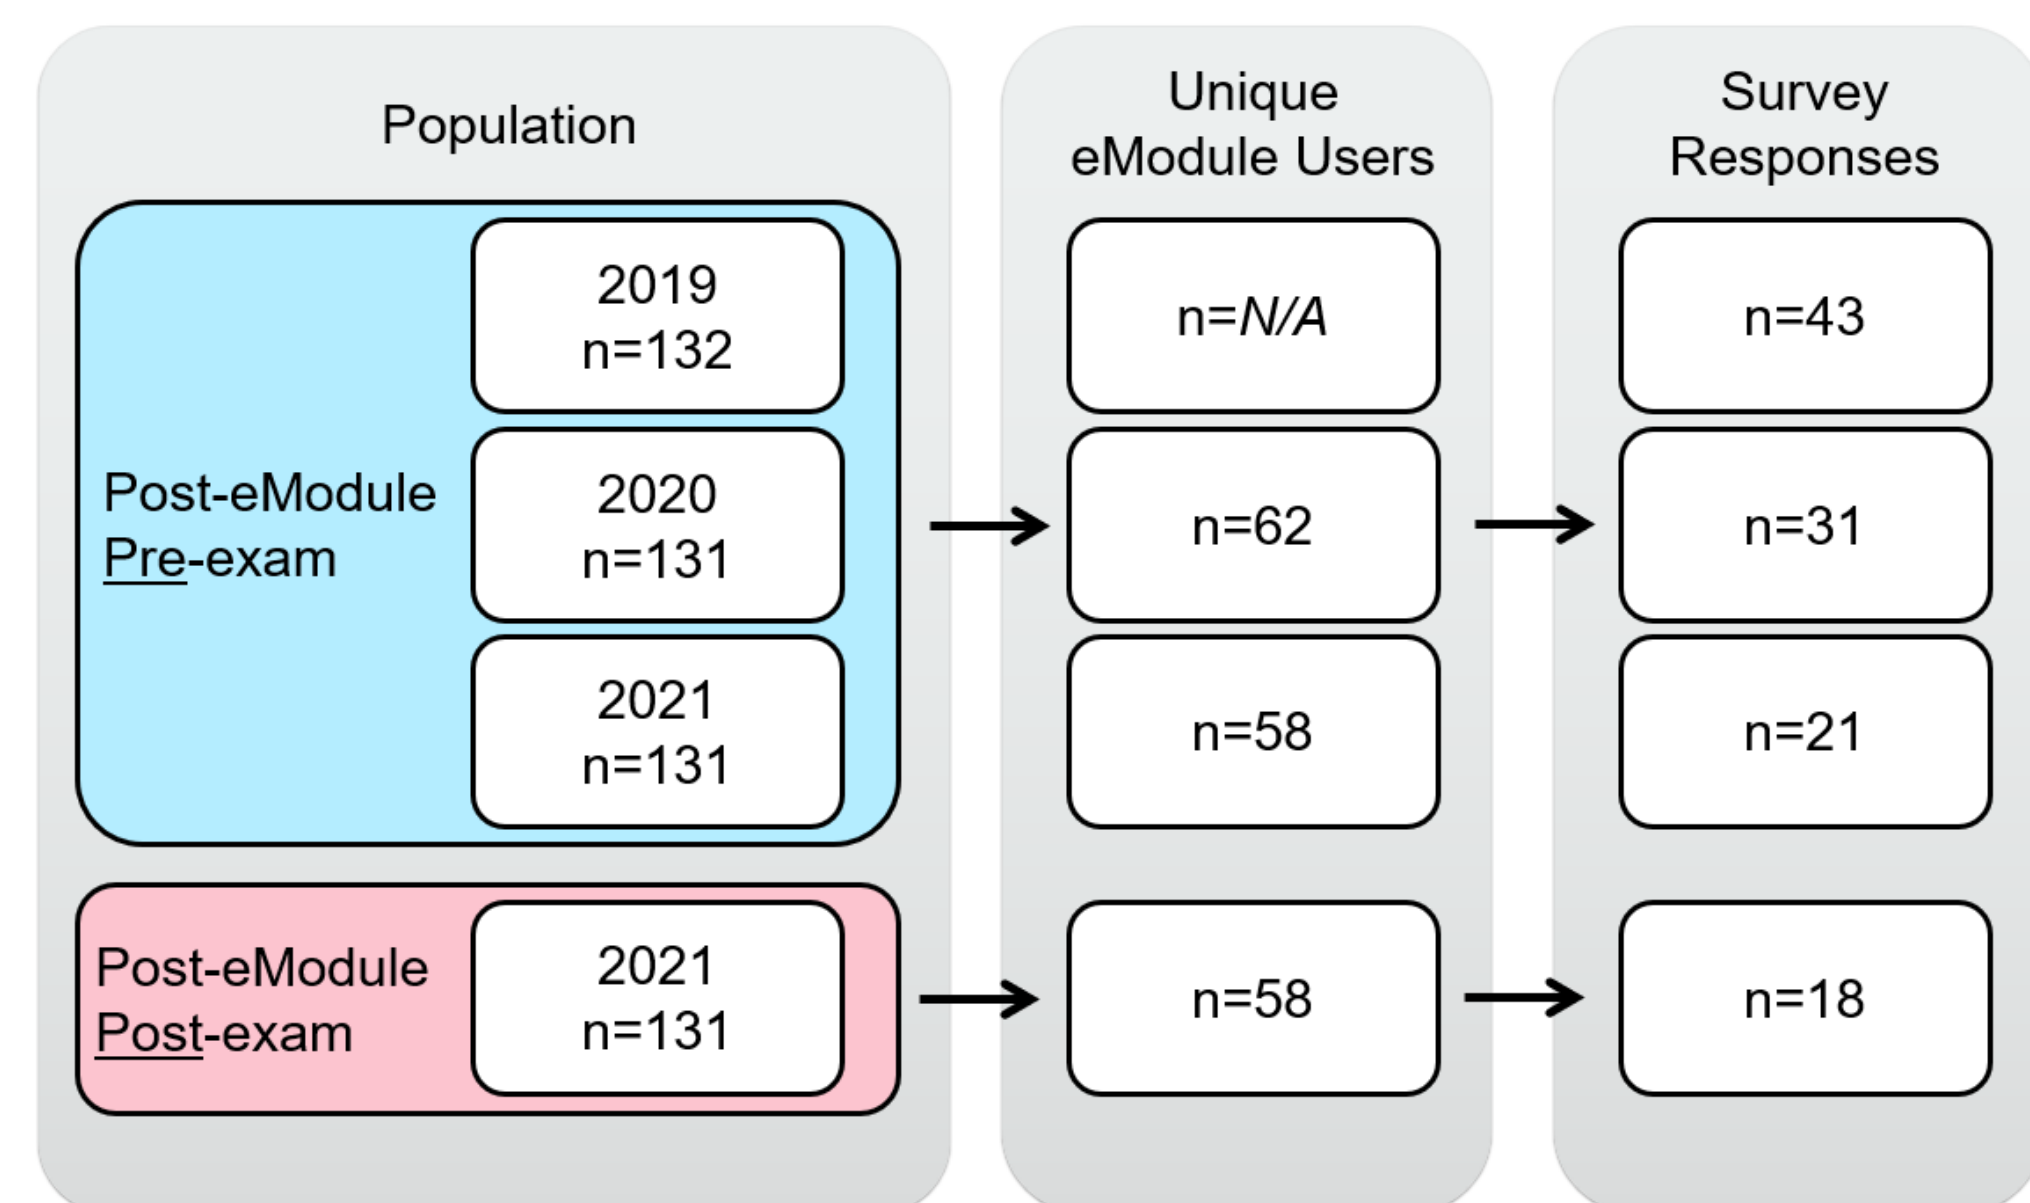 Population
Unique
eModule Users
Survey
Responses
Post-eModule
Pre-exam
2019
n=132
n=N/A
n=43
2020
n=131
n=62
n=31
2021
n=131
n=58
n=21
Post-eModule
Post-exam
2021
n=131
n=58
n=18